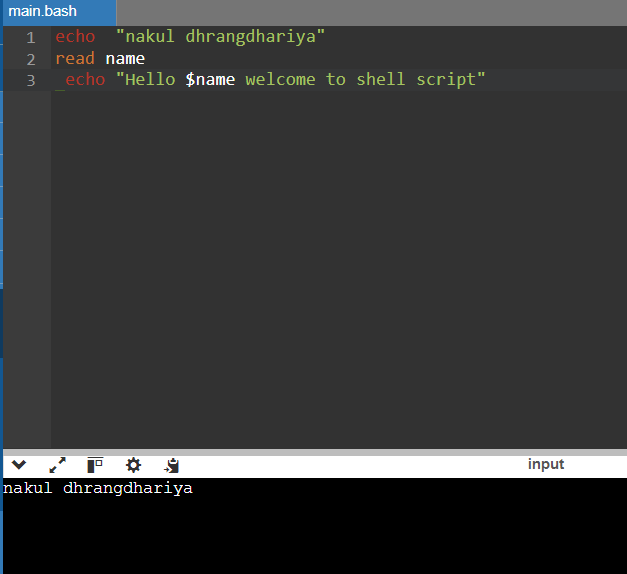 main.bash
1 echo  "nakul dhrangdhariya"
2 read name
3  echo "Hello $name welcome to shell script"
input
nakul dhrangdhariya